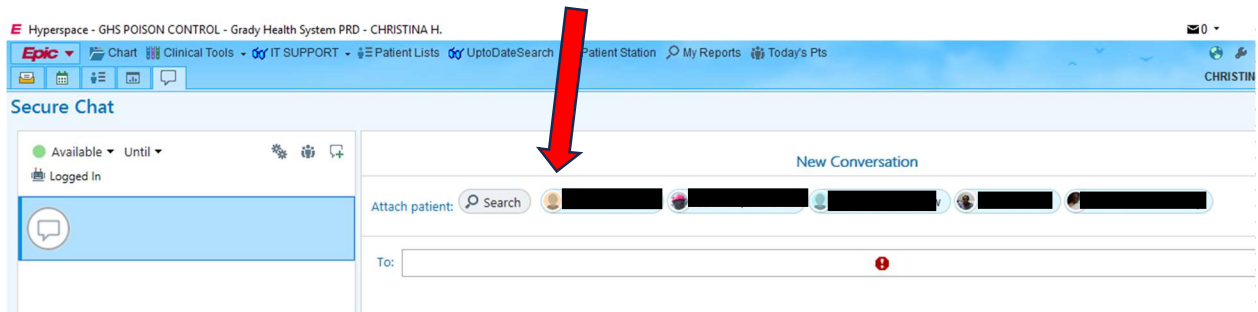 E Hyperspace - GHS POISON CONTROL - Grady Health System PRD - CHRISTINA H. 0
Epic Chart Clinical Tools IT SUPPORT Patient Lists UptoDateSearch Patient Station My Reports Today's Pts
CHRISTIN
Secure Chat
Available Until
Logged In
New Conversation
Attach patient: Search
To: